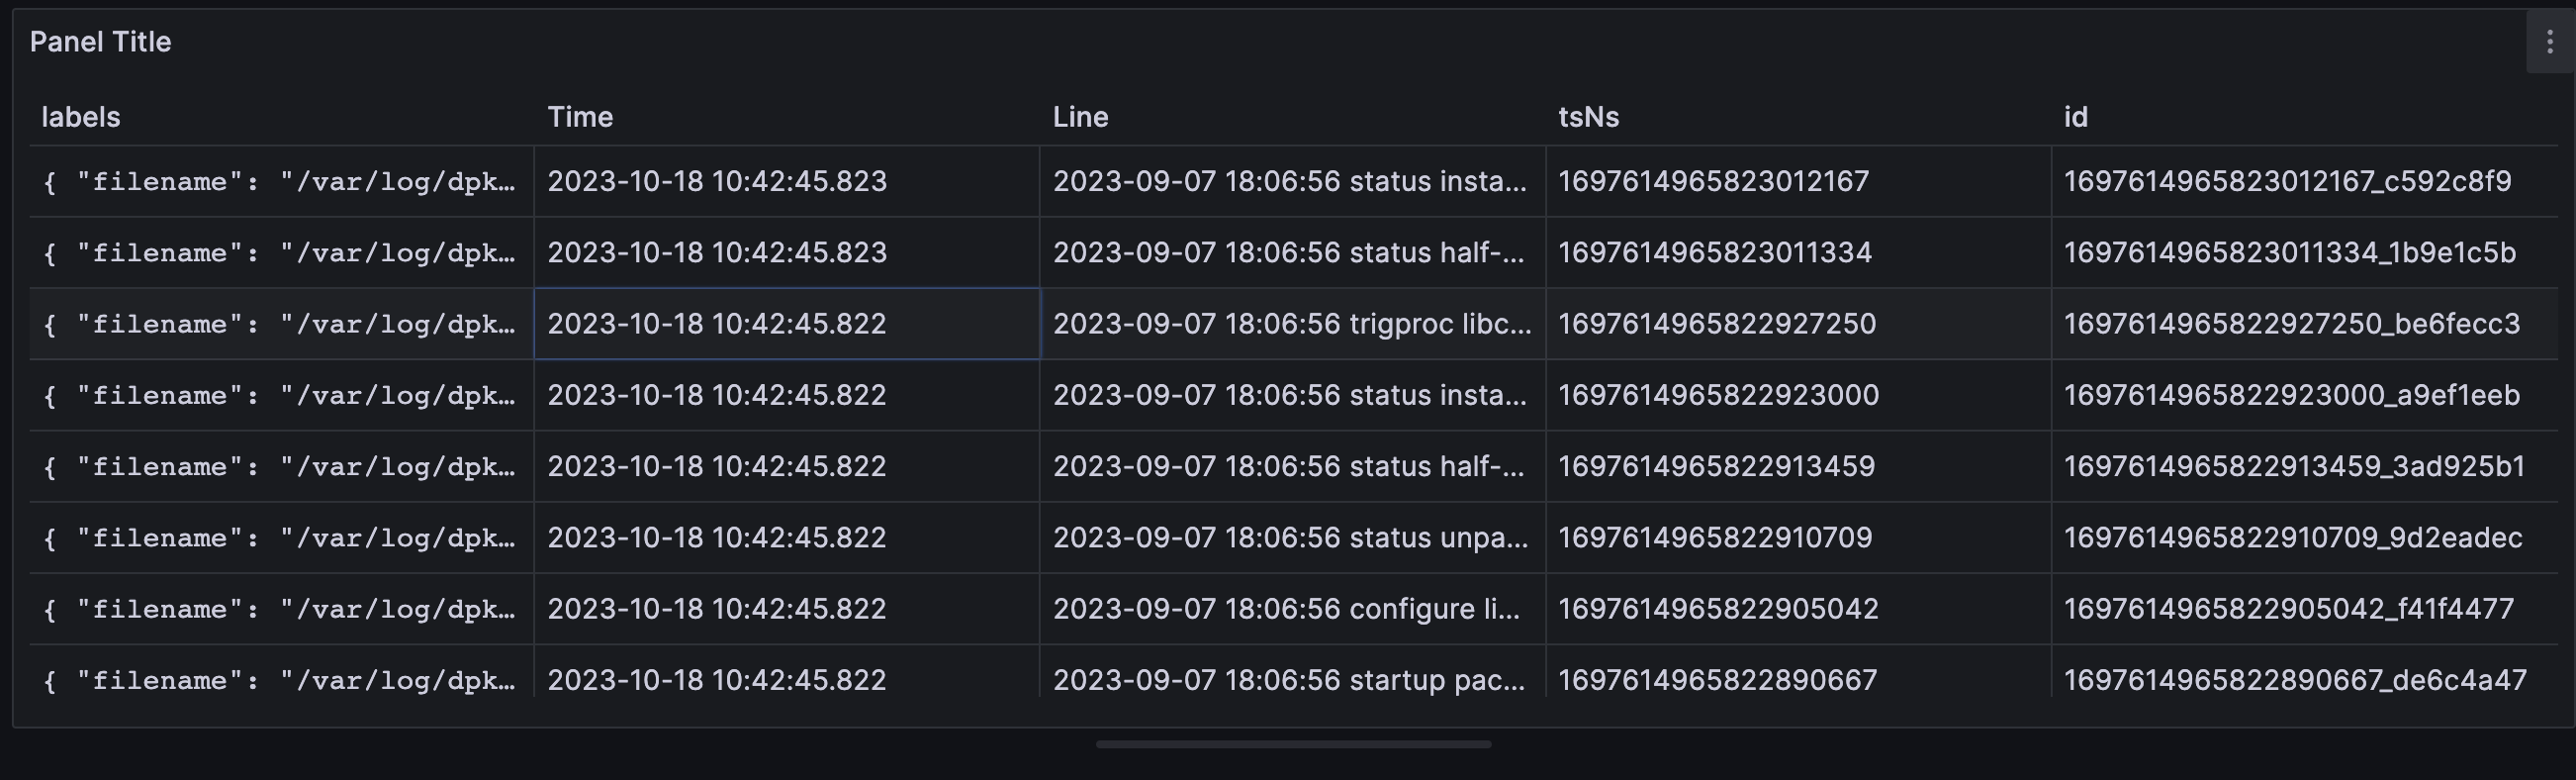 Panel Title
labels Time Line tsNs id
{ "filename": "/var/log/dpk… 2023-10-18 10:42:45.823 2023-09-07 18:06:56 status insta… 1697614965823012167 1697614965823012167_c592c8f9
{ "filename": "/var/log/dpk… 2023-10-18 10:42:45.823 2023-09-07 18:06:56 status half-… 1697614965823011334 1697614965823011334_1b9e1c5b
{ "filename": "/var/log/dpk… 2023-10-18 10:42:45.822 2023-09-07 18:06:56 trigproc libc… 1697614965822927250 1697614965822927250_be6fecc3
{ "filename": "/var/log/dpk… 2023-10-18 10:42:45.822 2023-09-07 18:06:56 status insta… 1697614965822923000 1697614965822923000_a9ef1eeb
{ "filename": "/var/log/dpk… 2023-10-18 10:42:45.822 2023-09-07 18:06:56 status half-… 1697614965822913459 1697614965822913459_3ad925b1
{ "filename": "/var/log/dpk… 2023-10-18 10:42:45.822 2023-09-07 18:06:56 status unpa… 1697614965822910709 1697614965822910709_9d2eadec
{ "filename": "/var/log/dpk… 2023-10-18 10:42:45.822 2023-09-07 18:06:56 configure li… 1697614965822905042 1697614965822905042_f41f4477
{ "filename": "/var/log/dpk… 2023-10-18 10:42:45.822 2023-09-07 18:06:56 startup pac… 1697614965822890667 1697614965822890667_de6c4a47